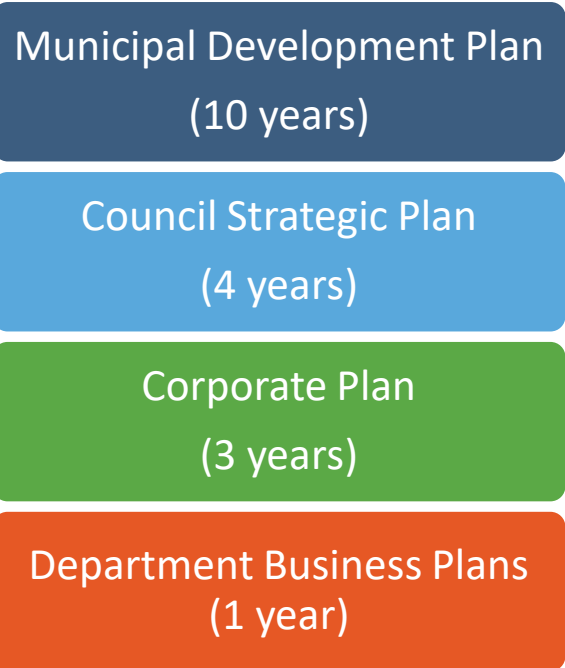 Municipal Development Plan
(10 years)
Council Strategic Plan
(4 years)
Corporate Plan
(3 years)
Department Business Plans
(1 year)